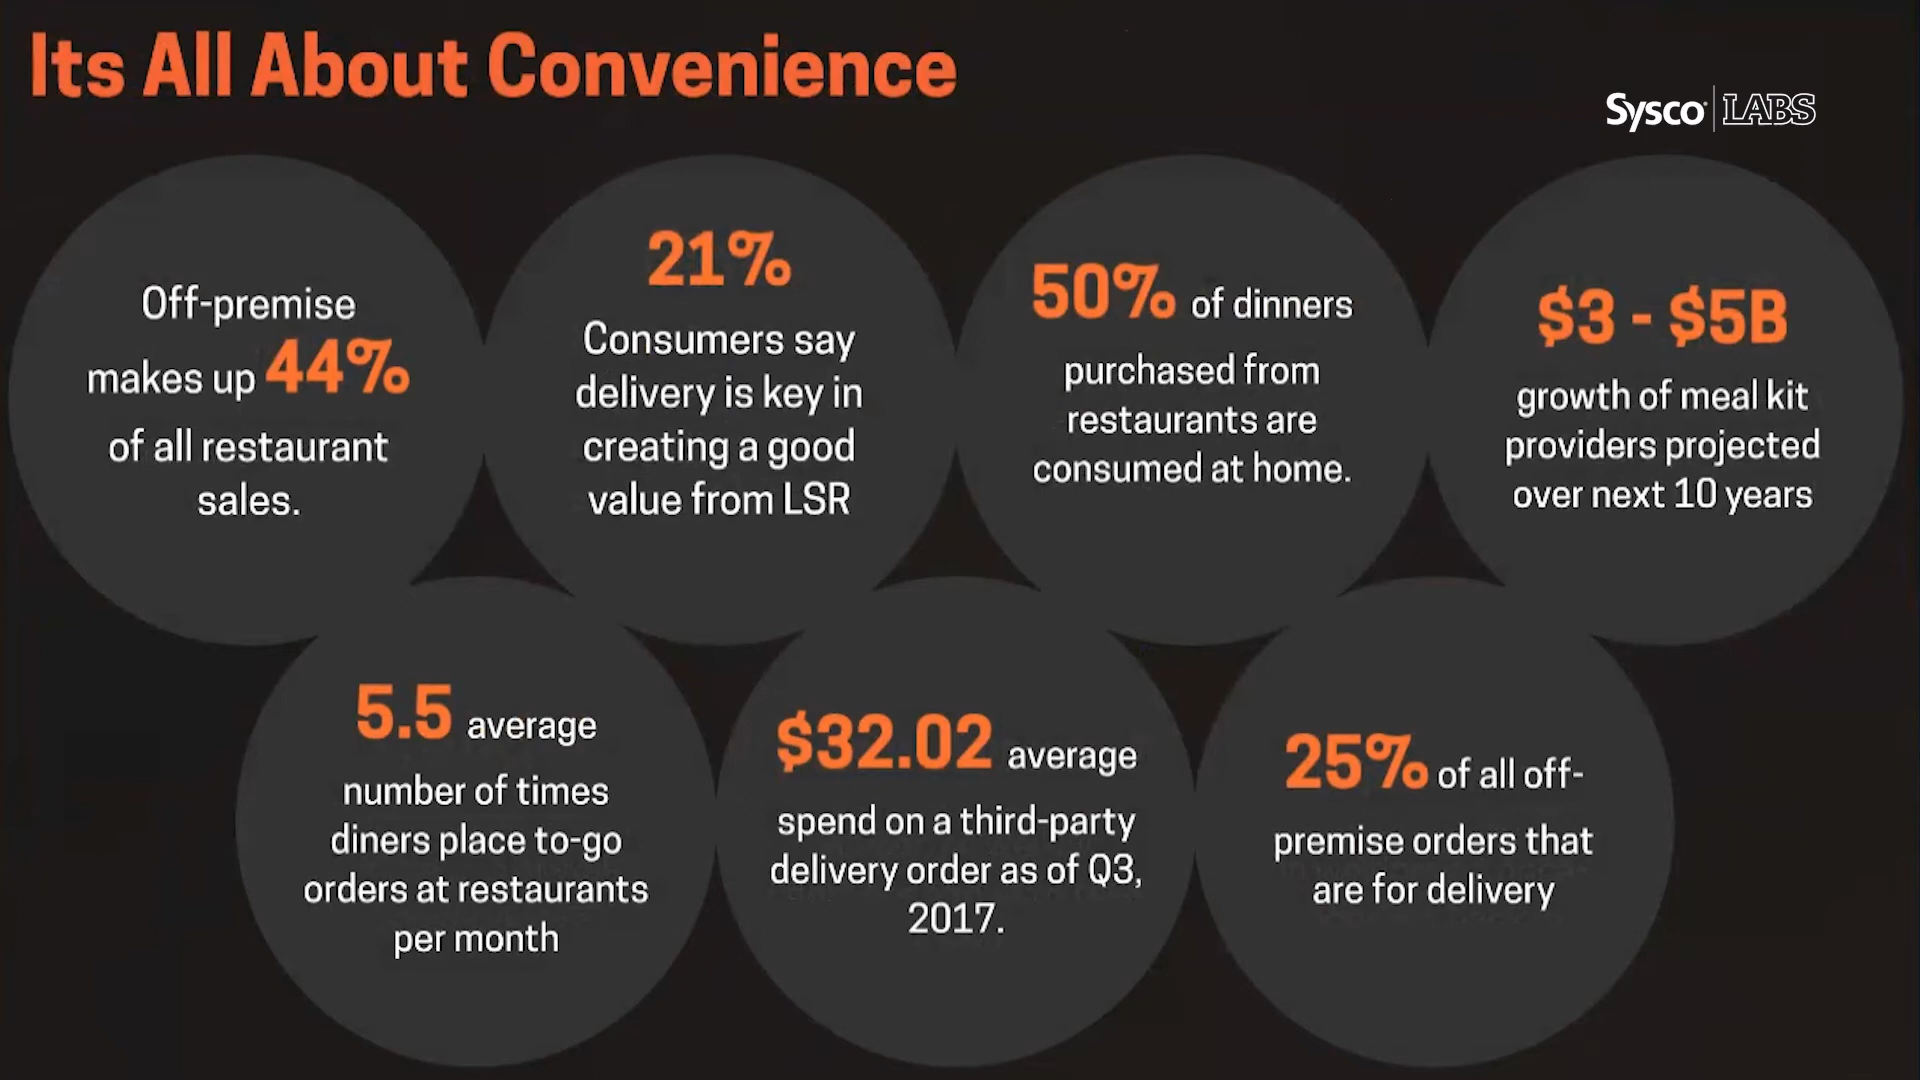 Its All About Convenience
Sysco LABS
Off-premise
makes up 44%
of all restaurant
sales.
21%
Consumers say
delivery is key in
creating a good
value from LSR
50% of dinners
purchased from
restaurants are
consumed at home.
$3 - $5B
growth of meal kit
providers projected
over next 10 years
5.5 average
number of times
diners place to-go
orders at restaurants
per month
$32.02 average
spend on a third-party
delivery order as of Q3,
2017.
25% of all off-
premise orders that
are for delivery